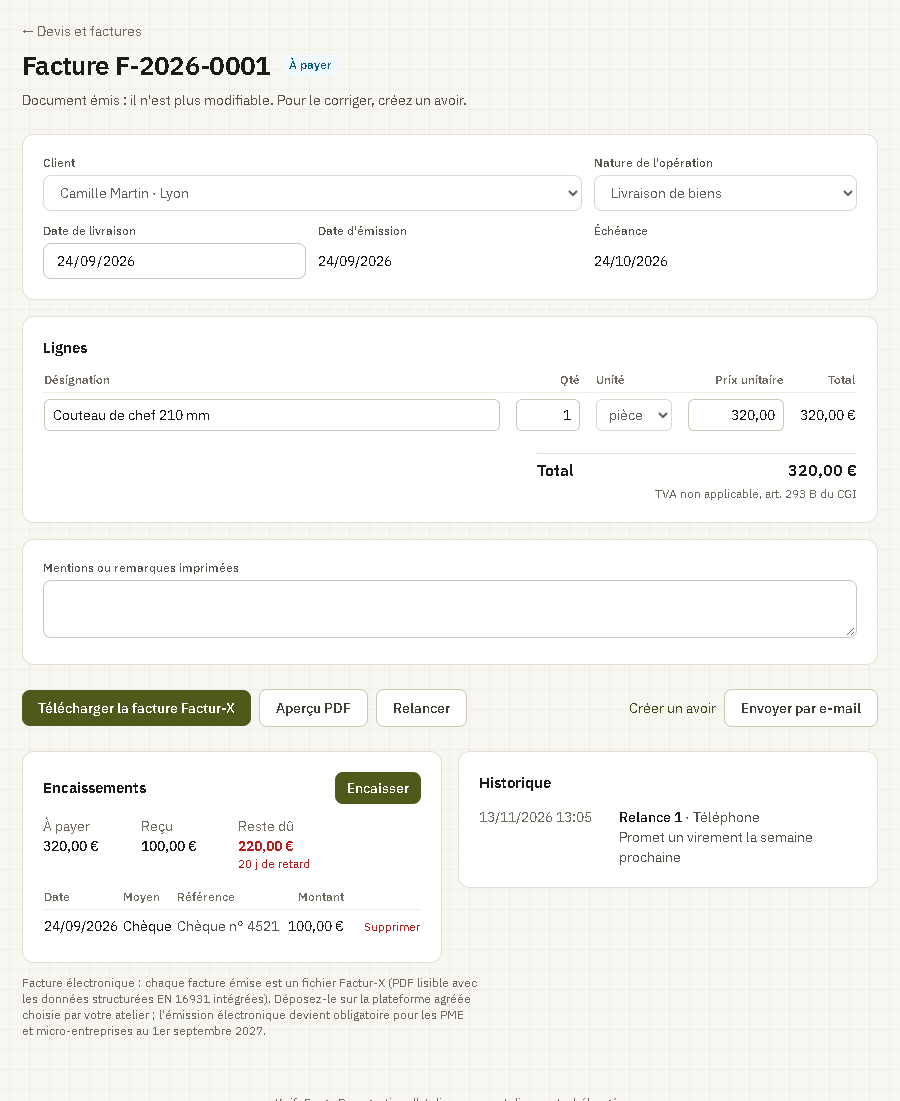 ← Devis et factures
Facture F-2026-0001 À payer
Document émis : il n'est plus modifiable. Pour le corriger, créez un avoir.
Client Nature de l'opération
Camille Martin · Lyon Livraison de biens
Date de livraison Date d'émission Échéance
24/09/2026 24/09/2026 24/10/2026
Lignes
Désignation Qté Unité Prix unitaire Total
Couteau de chef 210 mm 1 pièce 320,00 320,00 €
Total 320,00 €
TVA non applicable, art. 293 B du CGI
Mentions ou remarques imprimées
Télécharger la facture Factur-X Aperçu PDF Relancer Créer un avoir Envoyer par e-mail
Encaissements Encaisser
À payer Reçu Reste dû
320,00 € 100,00 € 220,00 €
20 j de retard
Date Moyen Référence Montant
24/09/2026 Chèque Chèque n° 4521 100,00 € Supprimer
Historique
13/11/2026 13:05 Relance 1 · Téléphone
Promet un virement la semaine
prochaine
Facture électronique : chaque facture émise est un fichier Factur-X (PDF lisible avec
les données structurées EN 16931 intégrées). Déposez-le sur la plateforme agréée
choisie par votre atelier ; l'émission électronique devient obligatoire pour les PME
et micro-entreprises au 1er septembre 2027.